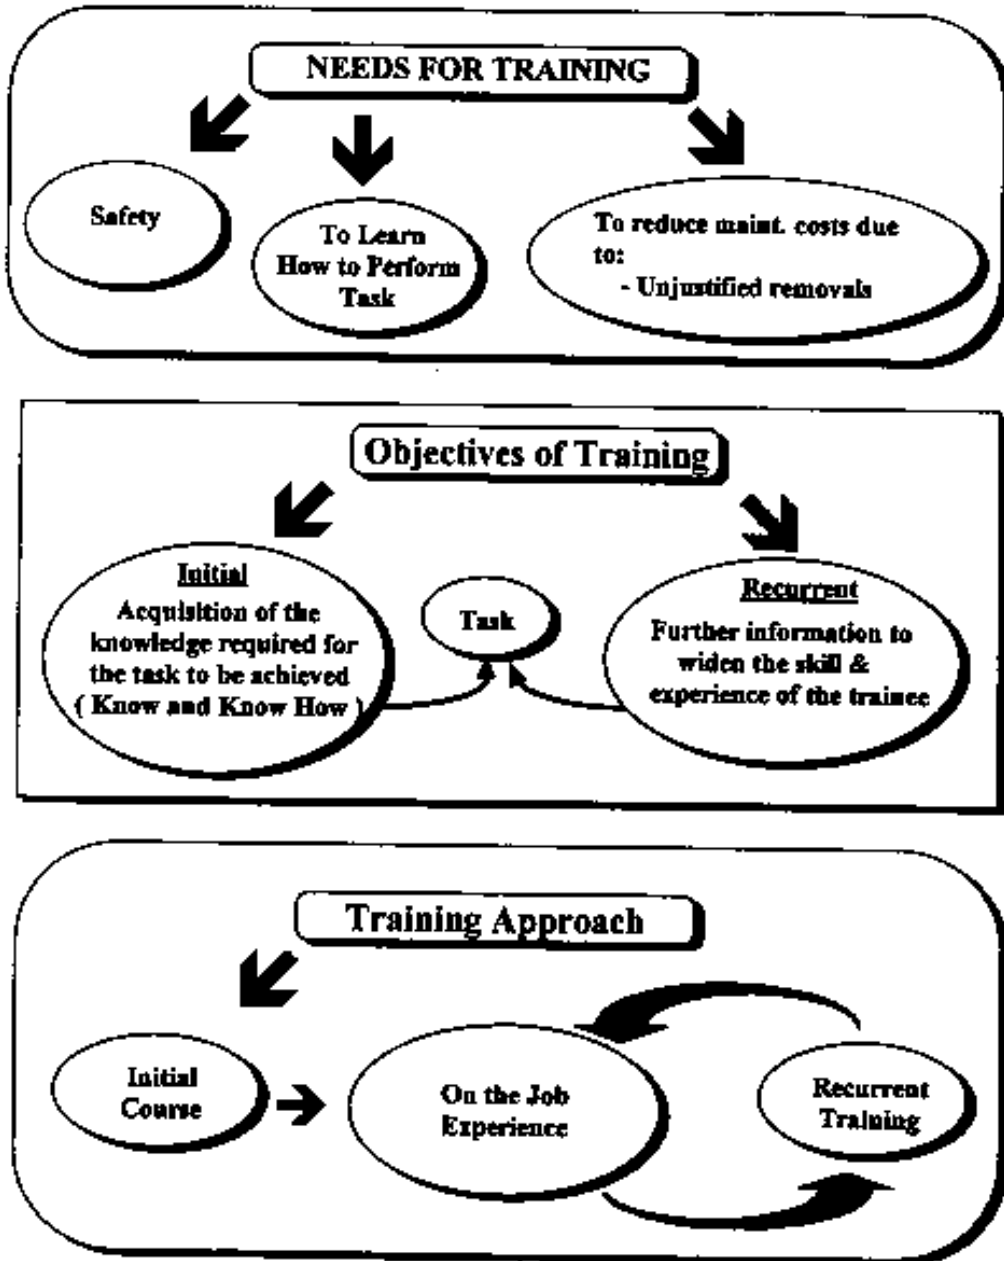 NEEDS FOR TRAINING
Safety
To Learn
How to Perform
Task
To reduce maint. costs due
to:
- Unjustified removals
Objectives of Training
Initial
Acquisition of the
knowledge required for
the task to be achieved
( Know and Know How )
Task
Recurrent
Further information to
widen the skill &
experience of the trainee
Training Approach
Initial
Course
On the Job
Experience
Recurrent
Training